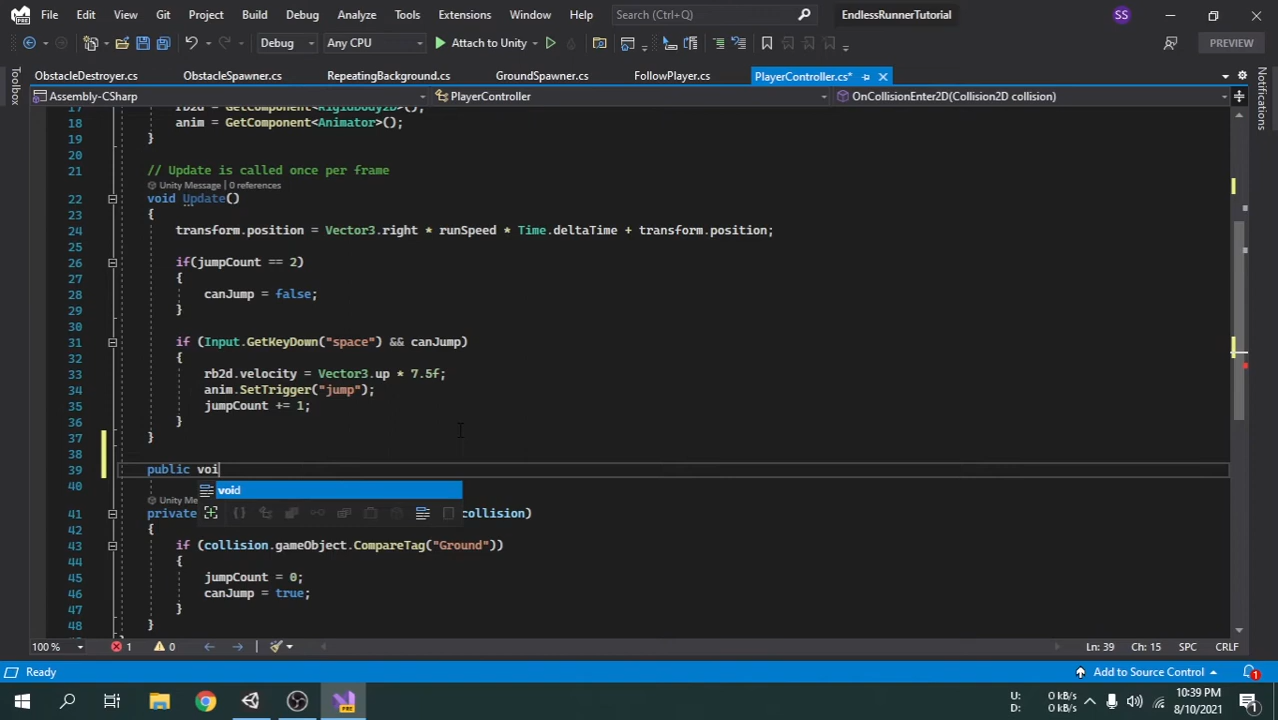 File Edit View Git Project Build Debug Test Analyze Tools Extensions Window Help Search (Ctrl+Q) EndlessRunnerTutorial SS
Debug Any CPU Attach to Unity PREVIEW
ObstacleDestroyer.cs ObstacleSpawner.cs RepeatingBackground.cs GroundSpawner.cs FollowPlayer.cs PlayerController.cs*
Toolbox
Notifications
Assembly-CSharp PlayerController OnCollisionEnter2D(Collision2D collision)
17 rb2d = GetComponent<Rigidbody2D>();
18 anim = GetComponent<Animator>();
19 }
20
21 // Update is called once per frame
Unity Message | 0 references
22 void Update()
23 {
24 transform.position = Vector3.right * runSpeed * Time.deltaTime + transform.position;
25
26 if(jumpCount == 2)
27 {
28 canJump = false;
29 }
30
31 if (Input.GetKeyDown("space") && canJump)
32 {
33 rb2d.velocity = Vector3.up * 7.5f;
34 anim.SetTrigger("jump");
35 jumpCount += 1;
36 }
37 }
38
39 public voi
40 void
Unity Me
41 private collision)
42 {
43 if (collision.gameObject.CompareTag("Ground"))
44 {
45 jumpCount = 0;
46 canJump = true;
47 }
48 }
100 % 1 0 Ln: 39 Ch: 15 SPC CRLF
Ready Add to Source Control 1
U: 0 kB/s
D: 0 kB/s
10:39 PM
8/10/2021
1